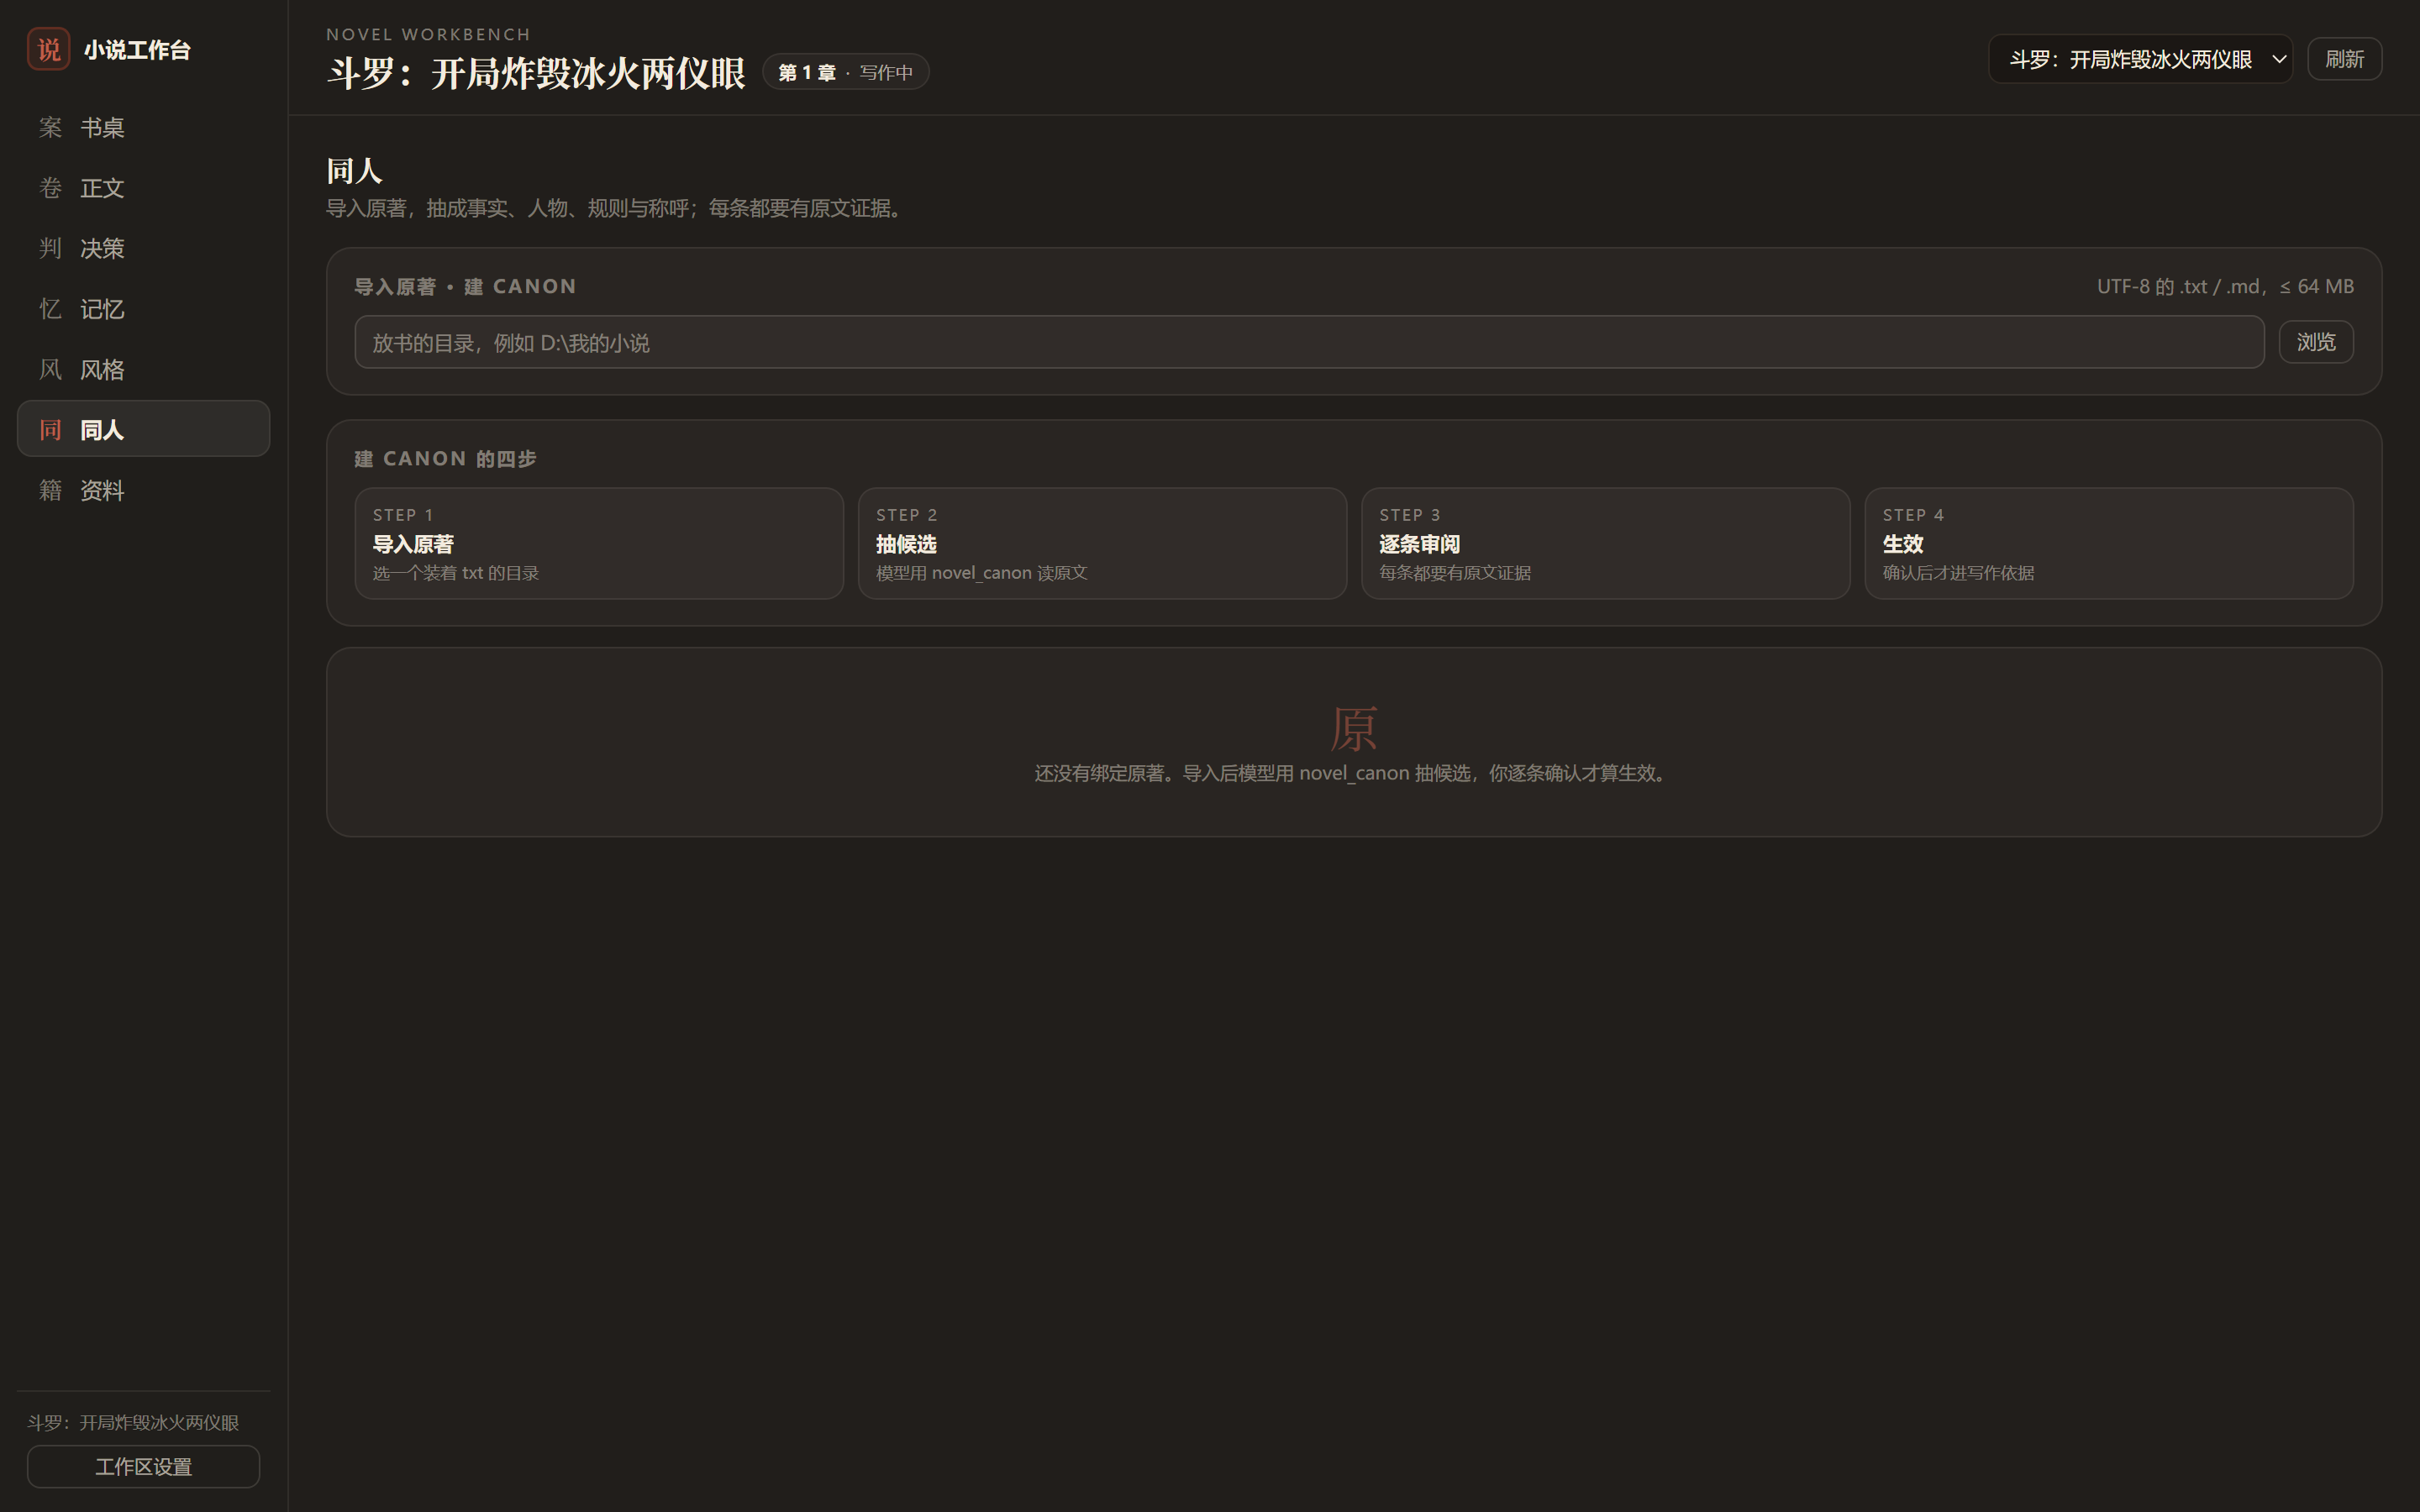 说 小说工作台
案 书桌
卷 正文
判 决策
忆 记忆
风 风格
同 同人
籍 资料
斗罗：开局炸毁冰火两仪眼
工作区设置
NOVEL WORKBENCH
斗罗：开局炸毁冰火两仪眼 第 1 章 · 写作中
斗罗：开局炸毁冰火两仪眼 刷新
同人
导入原著，抽成事实、人物、规则与称呼；每条都要有原文证据。
导入原著 · 建 CANON UTF-8 的 .txt / .md，≤ 64 MB
放书的目录，例如 D:\我的小说 浏览
建 CANON 的四步
STEP 1
导入原著
选一个装着 txt 的目录
STEP 2
抽候选
模型用 novel_canon 读原文
STEP 3
逐条审阅
每条都要有原文证据
STEP 4
生效
确认后才进写作依据
原
还没有绑定原著。导入后模型用 novel_canon 抽候选，你逐条确认才算生效。